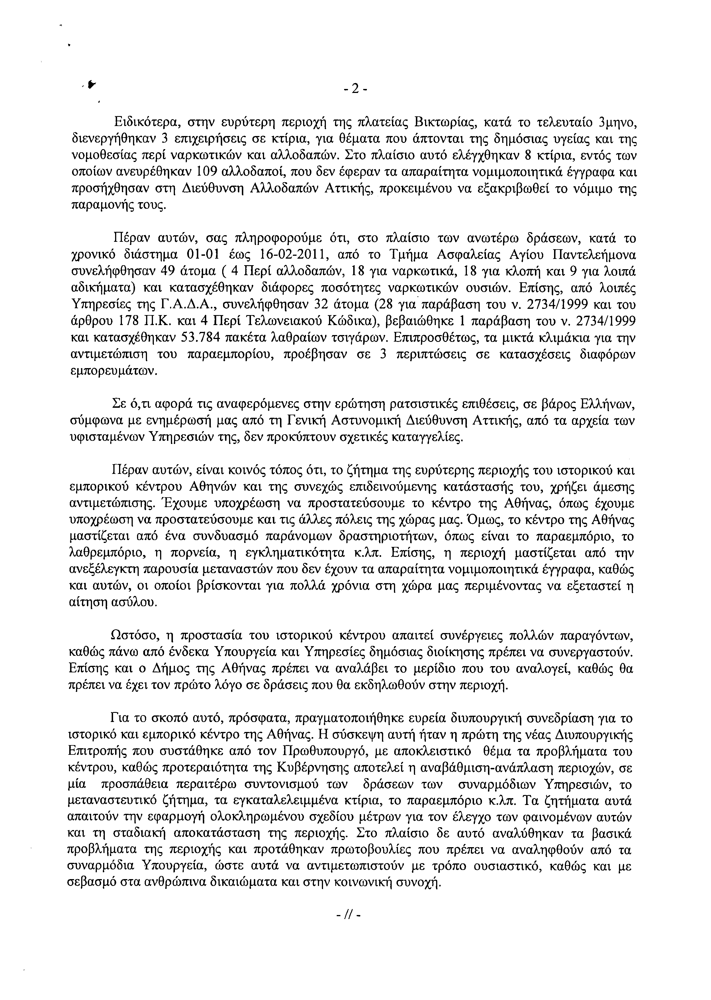 - 2 -
Ειδικότερα, στην ευρύτερη περιοχή της πλατείας Βικτωρίας, κατά το τελευταίο 3μηνο,
διενεργήθηκαν 3 επιχειρήσεις σε κτίρια, για θέματα που άπτονται της δημόσιας υγείας και της
νομοθεσίας περί ναρκωτικών και αλλοδαπών. Στο πλαίσιο αυτό ελέγχθηκαν 8 κτίρια, εντός των
οποίων ανευρέθηκαν 109 αλλοδαποί, που δεν έφεραν τα απαραίτητα νομιμοποιητικά έγγραφα και
προσήχθησαν στη Διεύθυνση Αλλοδαπών Αττικής, προκειμένου να εξακριβωθεί το νόμιμο της
παραμονής τους.
Πέραν αυτών, σας πληροφορούμε ότι, στο πλαίσιο των ανωτέρω δράσεων, κατά το
χρονικό διάστημα 01-01 έως 16-02-2011, από το Τμήμα Ασφαλείας Αγίου Παντελεήμονα
συνελήφθησαν 49 άτομα ( 4 Περί αλλοδαπών, 18 για ναρκωτικά, 18 για κλοπή και 9 για λοιπά
αδικήματα) και κατασχέθηκαν διάφορες ποσότητες ναρκωτικών ουσιών. Επίσης, από λοιπές
Υπηρεσίες της Γ.Α.Δ.Α., συνελήφθησαν 32 άτομα (28 για παράβαση του ν. 2734/1999 και του
άρθρου 178 Π.Κ. και 4 Περί Τελωνειακού Κώδικα), βεβαιώθηκε 1 παράβαση του ν. 2734/1999
και κατασχέθηκαν 53.784 πακέτα λαθραίων τσιγάρων. Επιπροσθέτως, τα μικτά κλιμάκια για την
αντιμετώπιση του παραεμπορίου, προέβησαν σε 3 περιπτώσεις σε κατασχέσεις διαφόρων
εμπορευμάτων.
Σε ό,τι αφορά τις αναφερόμενες στην ερώτηση ρατσιστικές επιθέσεις, σε βάρος Ελλήνων,
σύμφωνα με ενημέρωσή μας από τη Γενική Αστυνομική Διεύθυνση Αττικής, από τα αρχεία των
υφισταμένων Υπηρεσιών της, δεν προκύπτουν σχετικές καταγγελίες.
Πέραν αυτών, είναι κοινός τόπος ότι, το ζήτημα της ευρύτερης περιοχής του ιστορικού και
εμπορικού κέντρου Αθηνών και της συνεχώς επιδεινούμενης κατάστασής του, χρήζει άμεσης
αντιμετώπισης. Έχουμε υποχρέωση να προστατεύσουμε το κέντρο της Αθήνας, όπως έχουμε
υποχρέωση να προστατεύσουμε και τις άλλες πόλεις της χώρας μας. Όμως, το κέντρο της Αθήνας
μαστίζεται από ένα συνδυασμό παράνομων δραστηριοτήτων, όπως είναι το παραεμπόριο, το
λαθρεμπόριο, η πορνεία, η εγκληματικότητα κ.λπ. Επίσης, η περιοχή μαστίζεται από την
ανεξέλεγκτη παρουσία μεταναστών που δεν έχουν τα απαραίτητα νομιμοποιητικά έγγραφα, καθώς
και αυτών, οι οποίοι βρίσκονται για πολλά χρόνια στη χώρα μας περιμένοντας να εξεταστεί η
αίτηση ασύλου.
Ωστόσο, η προστασία του ιστορικού κέντρου απαιτεί συνέργειες πολλών παραγόντων,
καθώς πάνω από ένδεκα Υπουργεία και Υπηρεσίες δημόσιας διοίκησης πρέπει να συνεργαστούν.
Επίσης και ο Δήμος της Αθήνας πρέπει να αναλάβει το μερίδιο που του αναλογεί, καθώς θα
πρέπει να έχει τον πρώτο λόγο σε δράσεις που θα εκδηλωθούν στην περιοχή.
Για το σκοπό αυτό, πρόσφατα, πραγματοποιήθηκε ευρεία διυπουργική συνεδρίαση για το
ιστορικό και εμπορικό κέντρο της Αθήνας. Η σύσκεψη αυτή ήταν η πρώτη της νέας Διυπουργικής
Επιτροπής που συστάθηκε από τον Πρωθυπουργό, με αποκλειστικό θέμα τα προβλήματα του
κέντρου, καθώς προτεραιότητα της Κυβέρνησης αποτελεί η αναβάθμιση-ανάπλαση περιοχών, σε
μία προσπάθεια περαιτέρω συντονισμού των δράσεων των συναρμόδιων Υπηρεσιών, το
μεταναστευτικό ζήτημα, τα εγκαταλελειμμένα κτίρια, το παραεμπόριο κ.λπ. Τα ζητήματα αυτά
απαιτούν την εφαρμογή ολοκληρωμένου σχεδίου μέτρων για τον έλεγχο των φαινομένων αυτών
και τη σταδιακή αποκατάσταση της περιοχής. Στο πλαίσιο δε αυτό αναλύθηκαν τα βασικά
προβλήματα της περιοχής και προτάθηκαν πρωτοβουλίες που πρέπει να αναληφθούν από τα
συναρμόδια Υπουργεία, ώστε αυτά να αντιμετωπιστούν με τρόπο ουσιαστικό, καθώς και με
σεβασμό στα ανθρώπινα δικαιώματα και στην κοινωνική συνοχή.
- // -